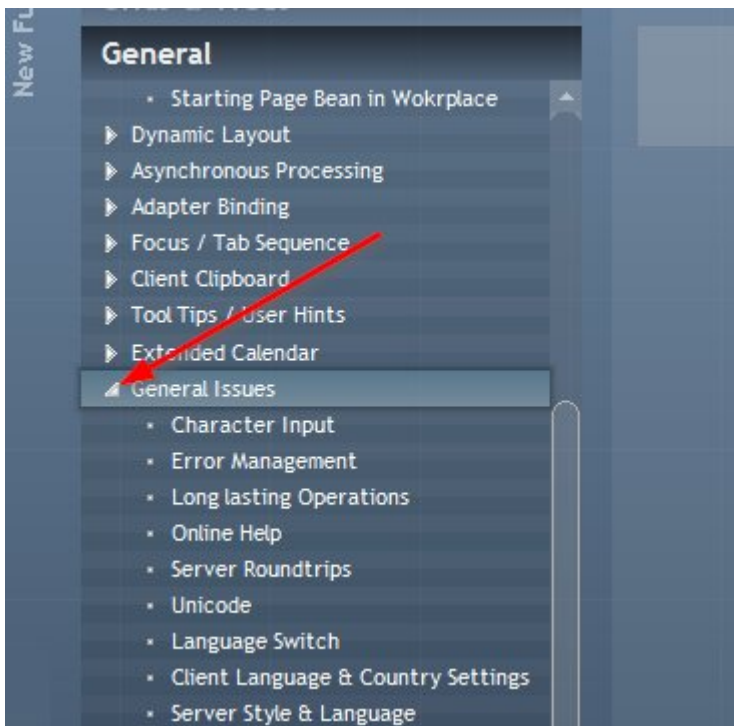 New Fu
General
Starting Page Bean in Wokrplace
Dynamic Layout
Asynchronous Processing
Adapter Binding
Focus / Tab Sequence
Client Clipboard
Tool Tips / User Hints
Extended Calendar
General Issues
Character Input
Error Management
Long lasting Operations
Online Help
Server Roundtrips
Unicode
Language Switch
Client Language & Country Settings
Server Style & Language